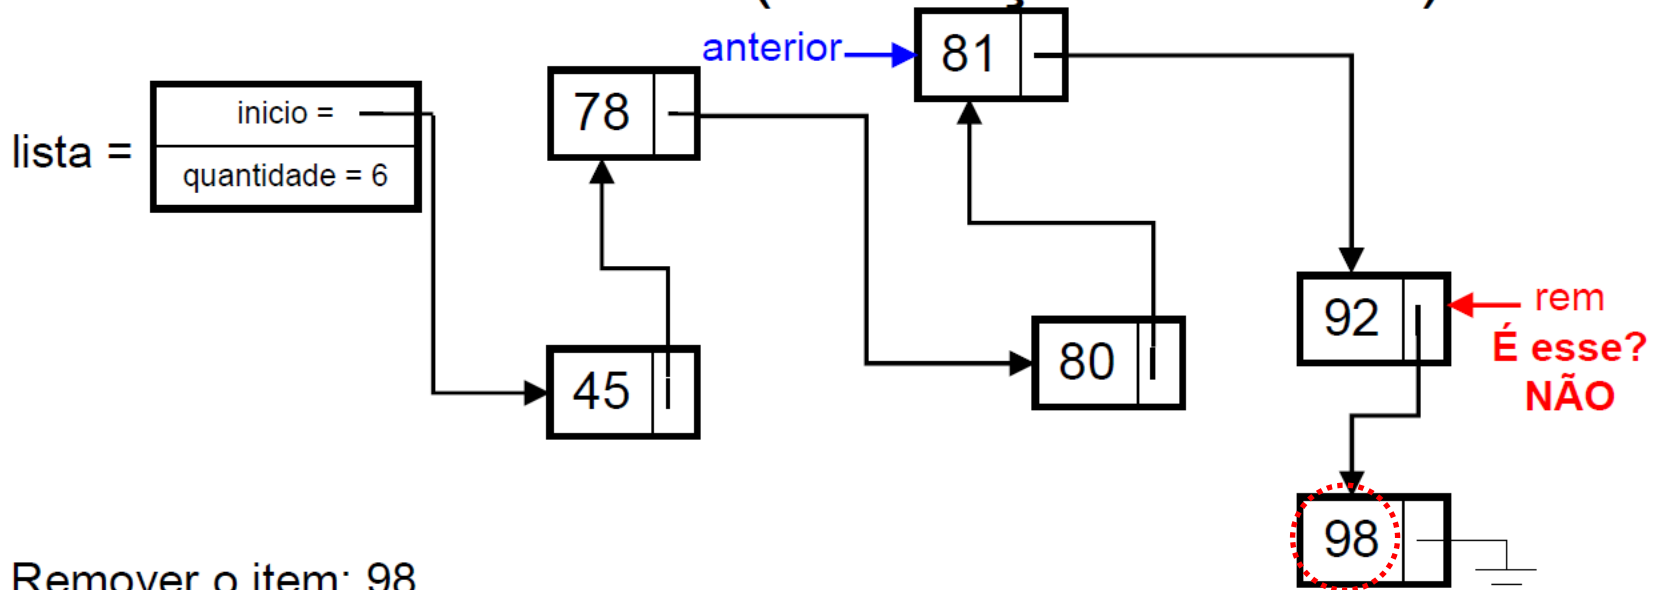 anterior
81
78
inicio =
lista =
quantidade = 6
92
rem
É esse?
NÃO
80
45
98
Remover o item: 98